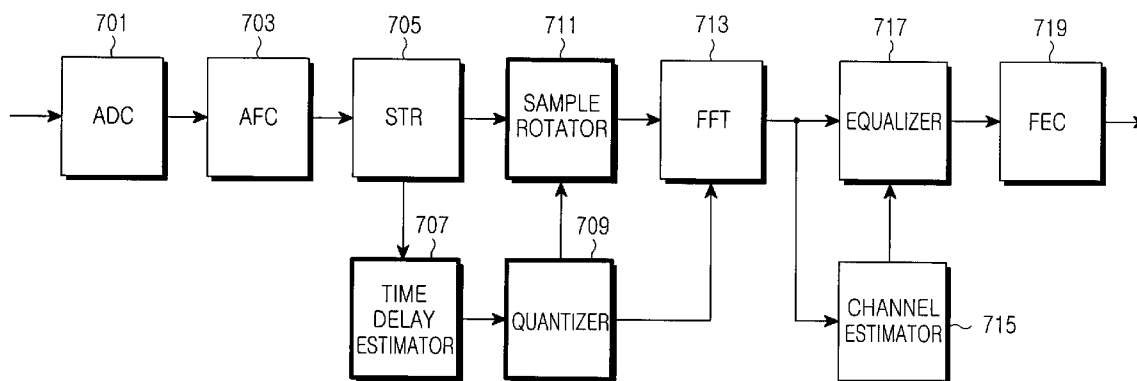 701
703
705
711
713
717
719
ADC
AFC
STR
SAMPLE
ROTATOR
FFT
EQUALIZER
FEC
707
709
TIME
DELAY
ESTIMATOR
QUANTIZER
CHANNEL
ESTIMATOR
715